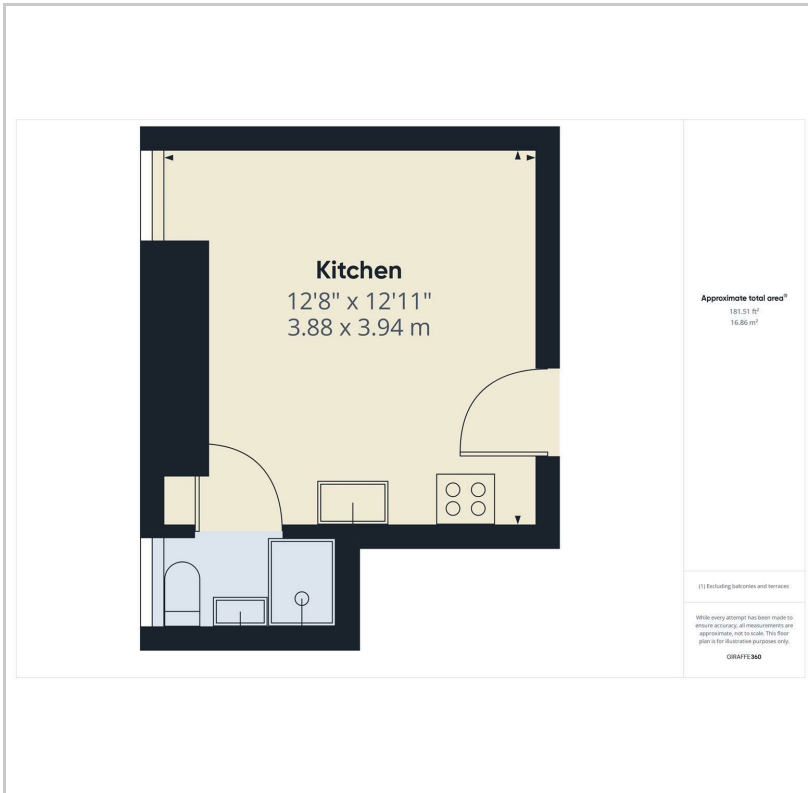 Kitchen
12'8" x 12'11"
3.88 x 3.94 m
Approximate total area⁽¹⁾
181.51 ft²
16.86 m²
(1) Excluding balconies and terraces
While every attempt has been made to
ensure accuracy, all measurements are
approximate, not to scale. This floor
plan is for illustrative purposes only.
GIRAFFE360